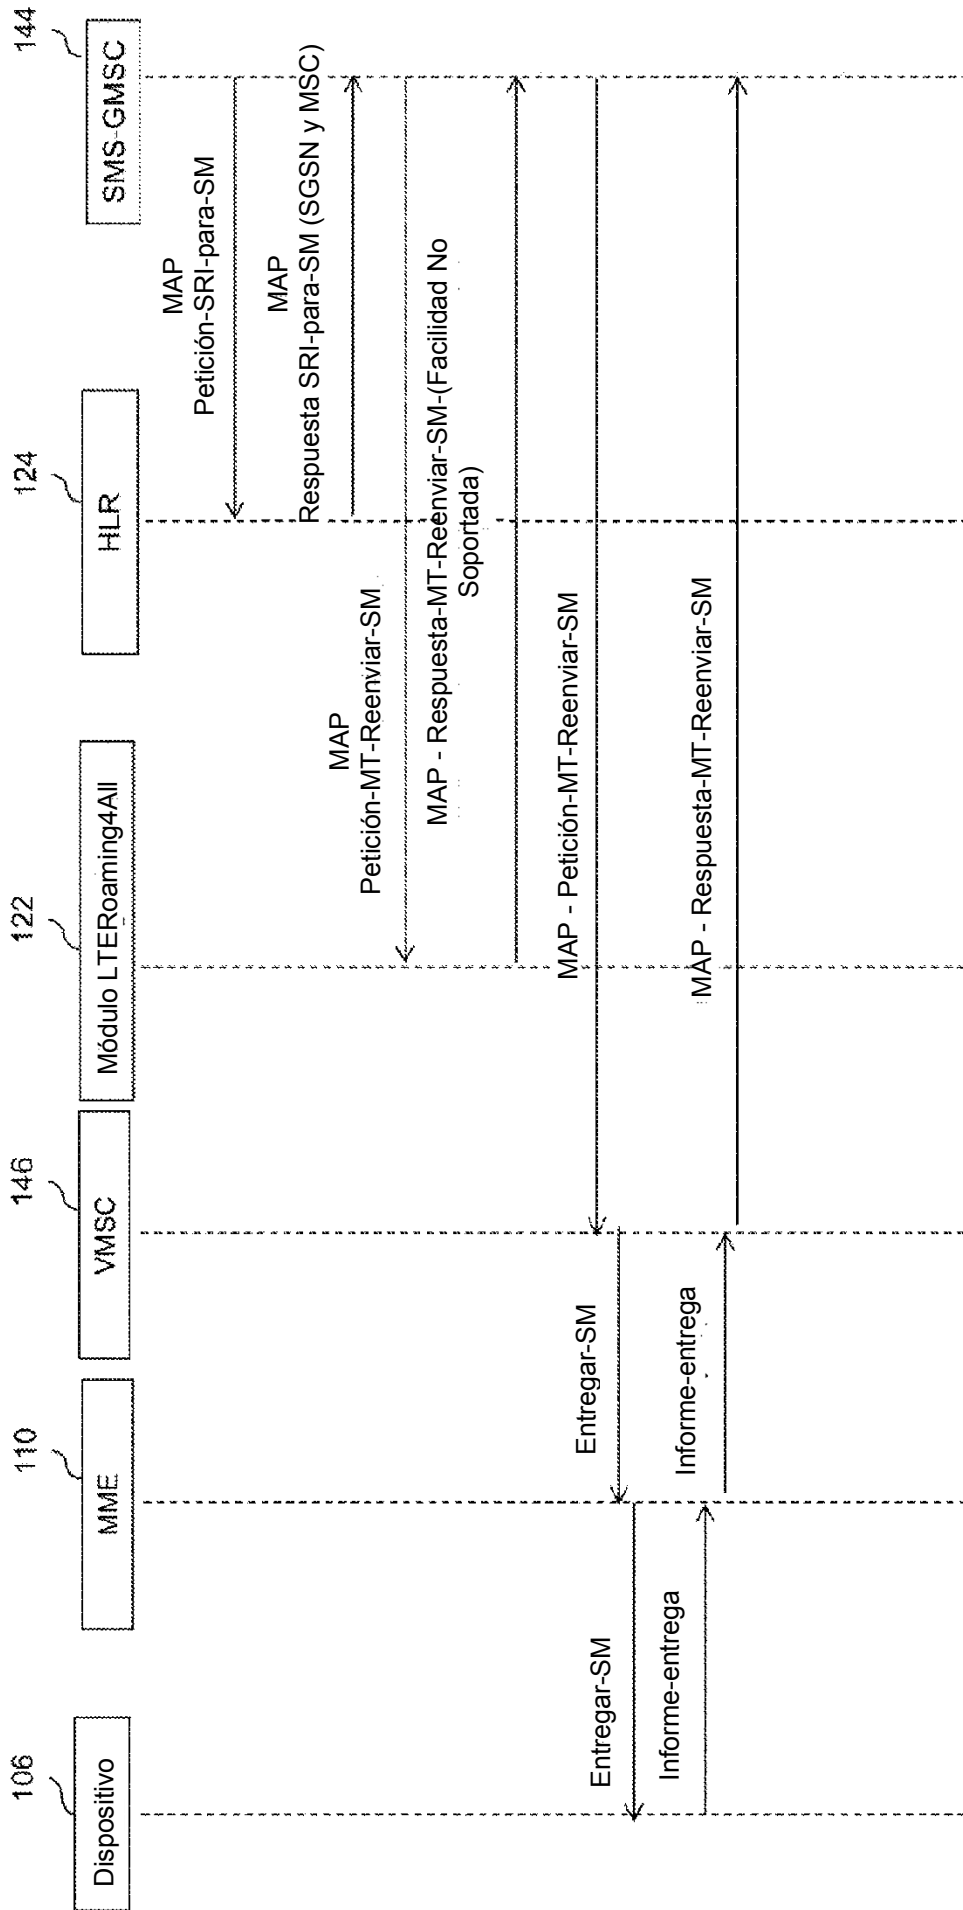 106
110
146
122
124
144
Dispositivo
MME
VMSC
Módulo LTERoaming4All
HLR
SMS-GMSC
MAP
Petición-SRI-para-SM
MAP
Respuesta SRI-para-SM (SGSN y MSC)
MAP
Petición-MT-Reenviar-SM
MAP - Respuesta-MT-Reenviar-SM-(Facilidad No
Soportada)
MAP - Petición-MT-Reenviar-SM
Entregar-SM
Entregar-SM
Informe-entrega
Informe-entrega
MAP - Respuesta-MT-Reenviar-SM